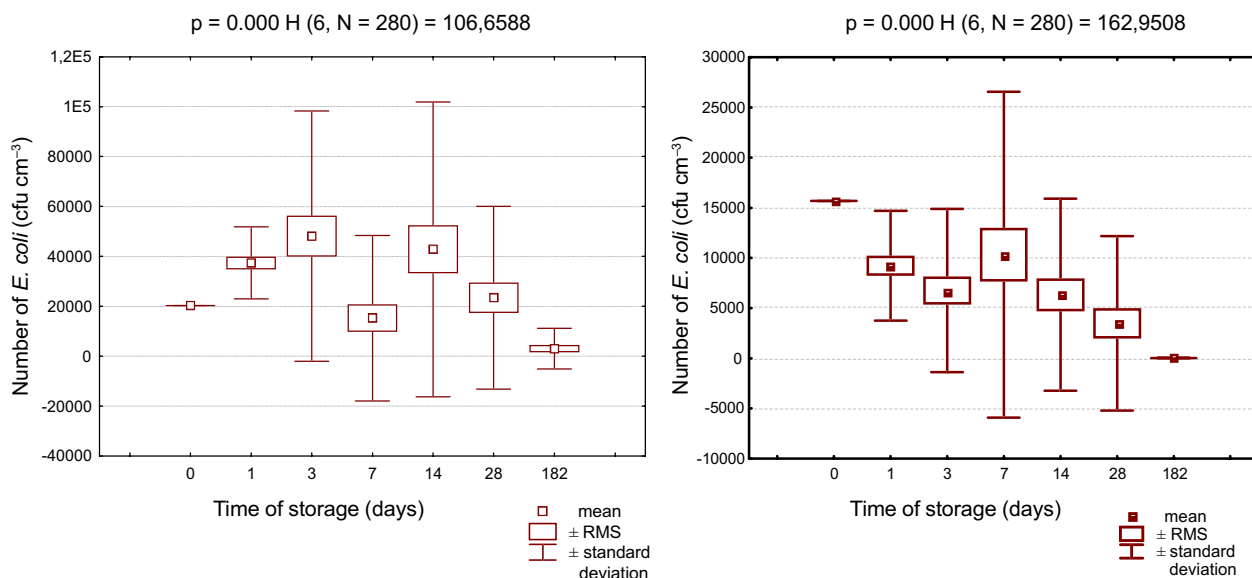 p = 0.000 H (6, N = 280) = 106,6588
1,2E5
1E5
80000
60000
40000
20000
0
-20000
-40000
Number of E. coli (cfu cm⁻³)
0 1 3 7 14 28 182
Time of storage (days)
mean
± RMS
± standard
deviation
p = 0.000 H (6, N = 280) = 162,9508
30000
25000
20000
15000
10000
5000
0
-5000
-10000
Number of E. coli (cfu cm⁻³)
0 1 3 7 14 28 182
Time of storage (days)
mean
± RMS
± standard
deviation